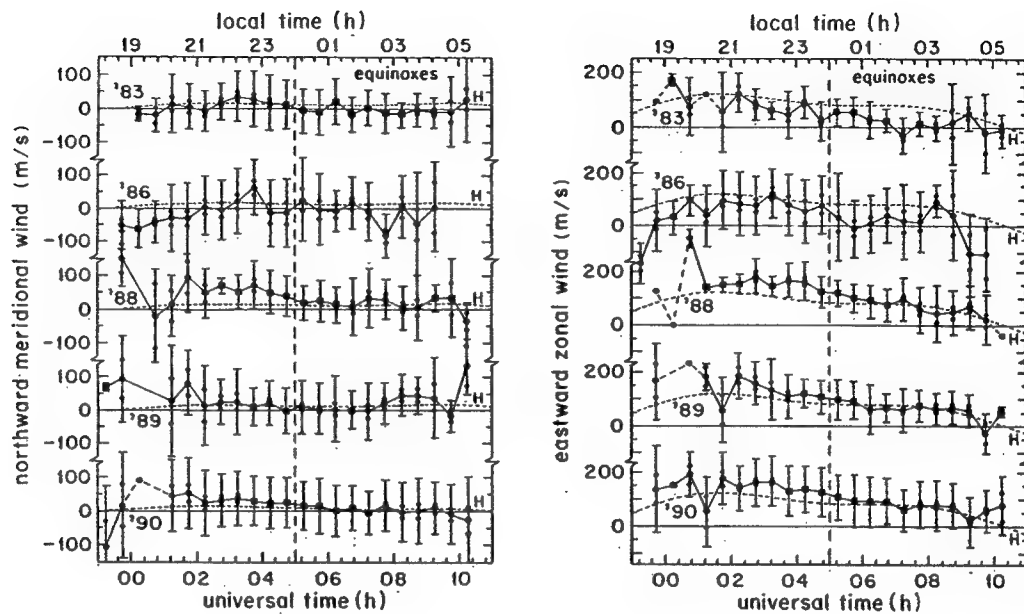 local time (h)
19 21 23 01 03 05
equinoxes
northward meridional wind (m/s)
100
0
-100
'83
H
100
0
-100
'86
H
100
0
-100
'88
H
100
0
-100
'89
H
100
0
-100
'90
H
00 02 04 06 08 10
universal time (h)
local time (h)
19 21 23 01 03 05
equinoxes
eastward zonal wind (m/s)
200
0
'83
H
200
0
'86
H
200
0
'88
H
200
0
'89
H
200
0
'90
H
00 02 04 06 08 10
universal time (h)